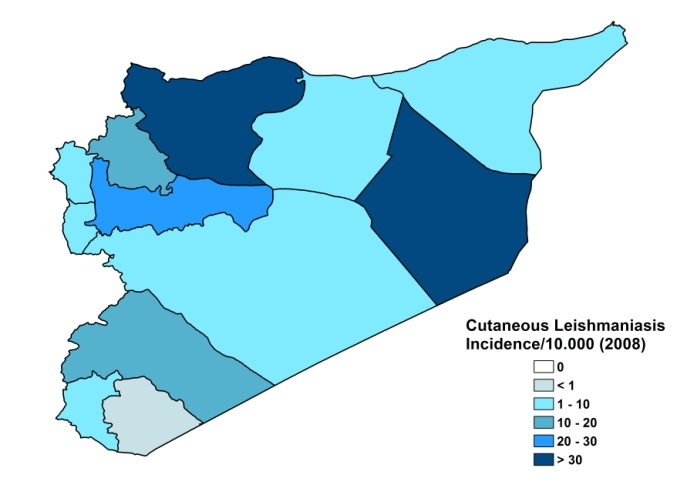 Cutaneous Leishmaniasis
Incidence/10.000 (2008)
0
< 1
1 - 10
10 - 20
20 - 30
> 30